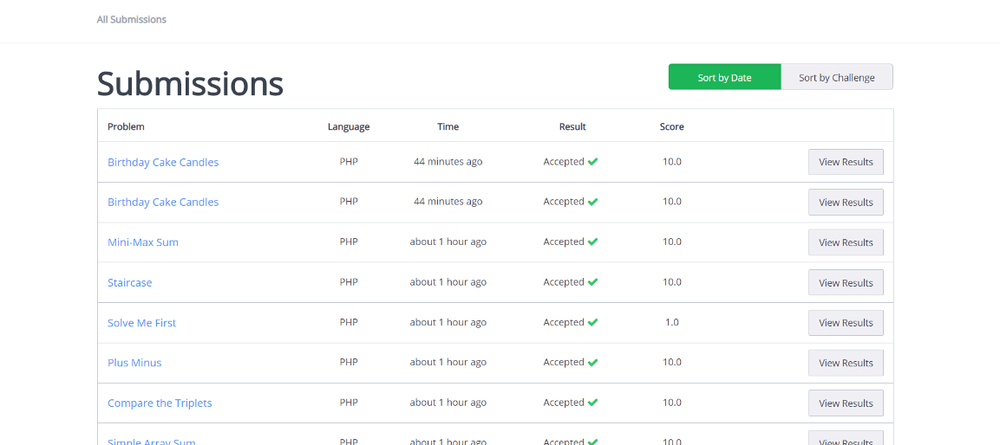 All Submissions
Submissions
Sort by Date Sort by Challenge
Problem Language Time Result Score
Birthday Cake Candles PHP 44 minutes ago Accepted 10.0 View Results
Birthday Cake Candles PHP 44 minutes ago Accepted 10.0 View Results
Mini-Max Sum PHP about 1 hour ago Accepted 10.0 View Results
Staircase PHP about 1 hour ago Accepted 10.0 View Results
Solve Me First PHP about 1 hour ago Accepted 1.0 View Results
Plus Minus PHP about 1 hour ago Accepted 10.0 View Results
Compare the Triplets PHP about 1 hour ago Accepted 10.0 View Results
Simple Array Sum PHP about 1 hour ago Accepted 10.0 View Results